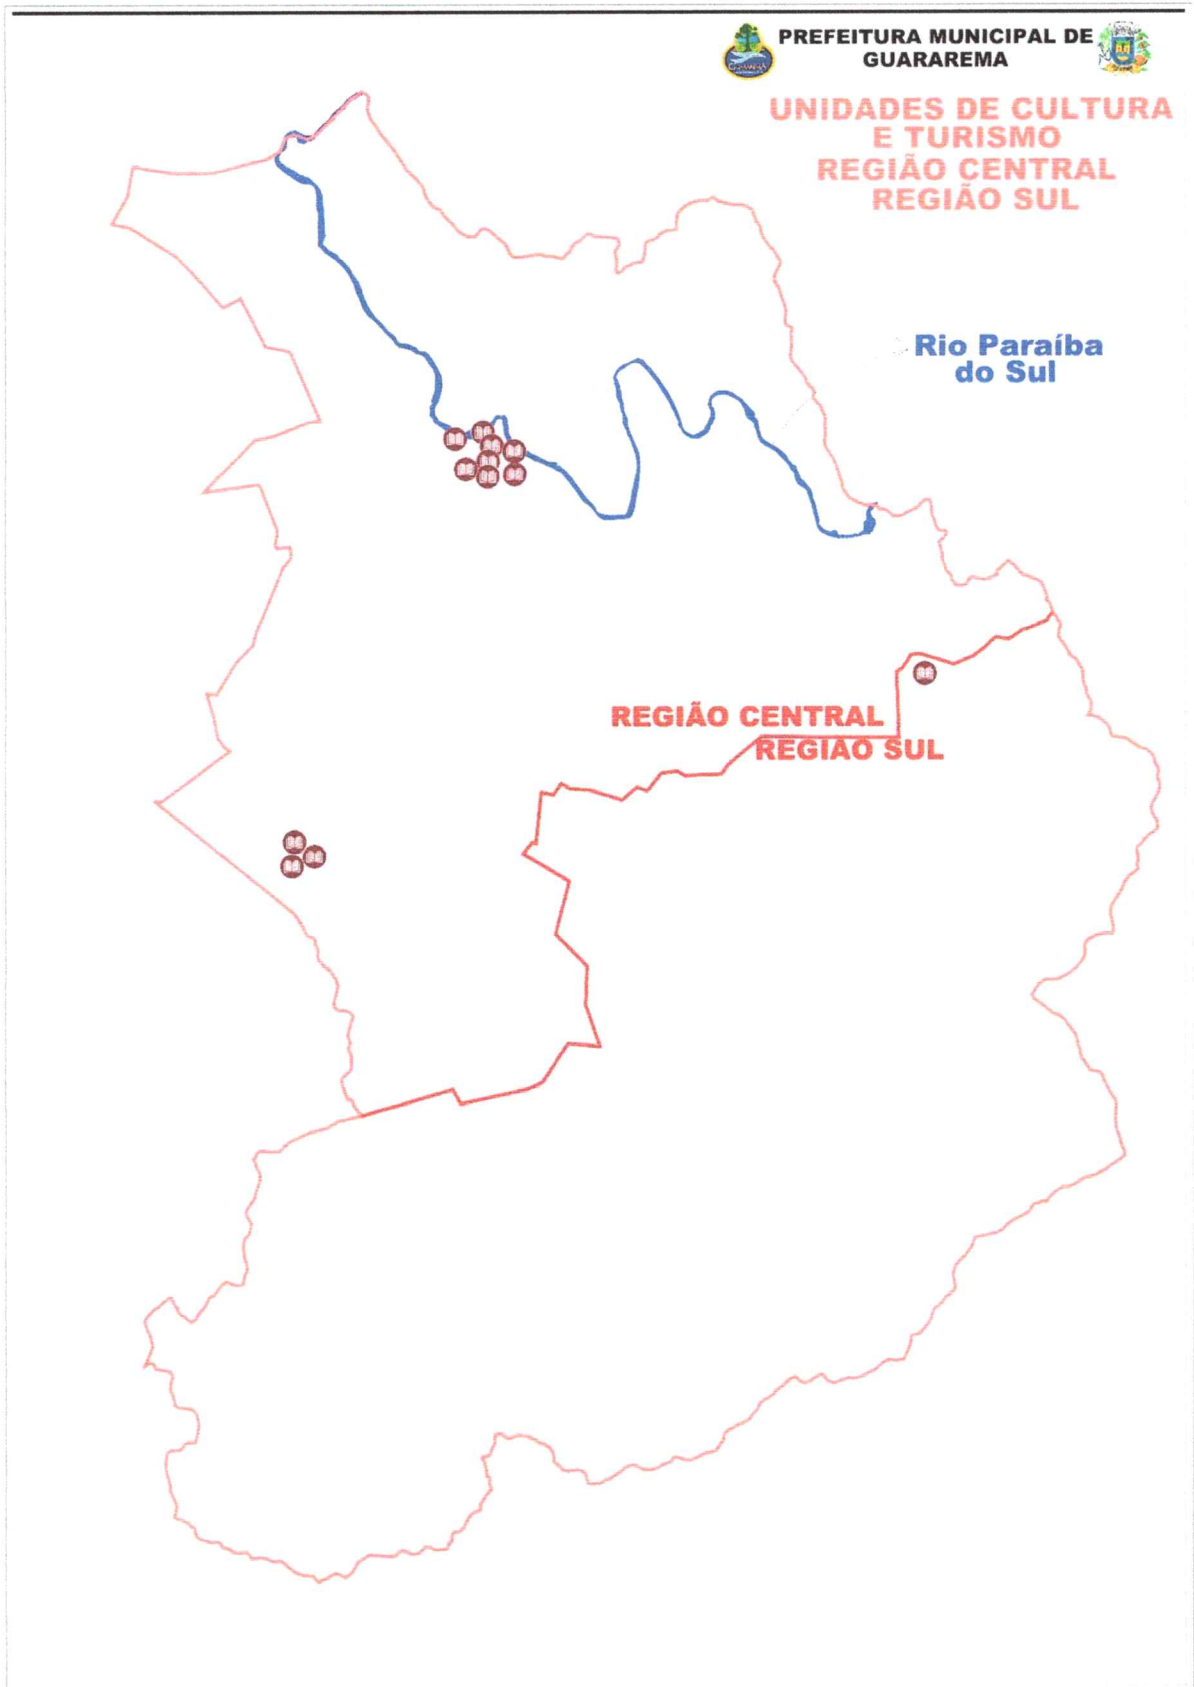 PREFEITURA MUNICIPAL DE
GUARAREMA
UNIDADES DE CULTURA
E TURISMO
REGIÃO CENTRAL
REGIÃO SUL
Rio Paraíba
do Sul
REGIÃO CENTRAL
REGIÃO SUL